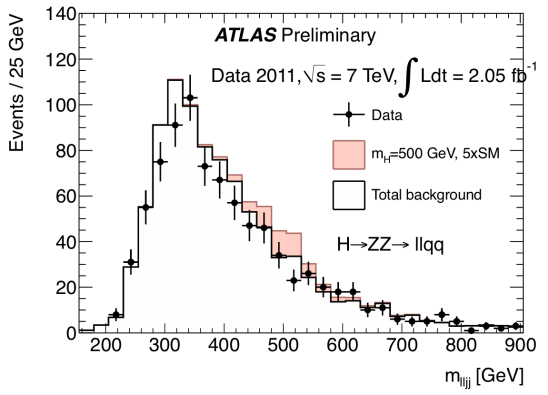 140
120
100
80
60
40
20
0
Events / 25 GeV
ATLAS Preliminary
Data 2011, √s = 7 TeV, ∫ Ldt = 2.05 fb⁻¹
Data
m_H=500 GeV, 5xSM
Total background
H→ZZ→ llqq
200 300 400 500 600 700 800 900
m_lljj [GeV]